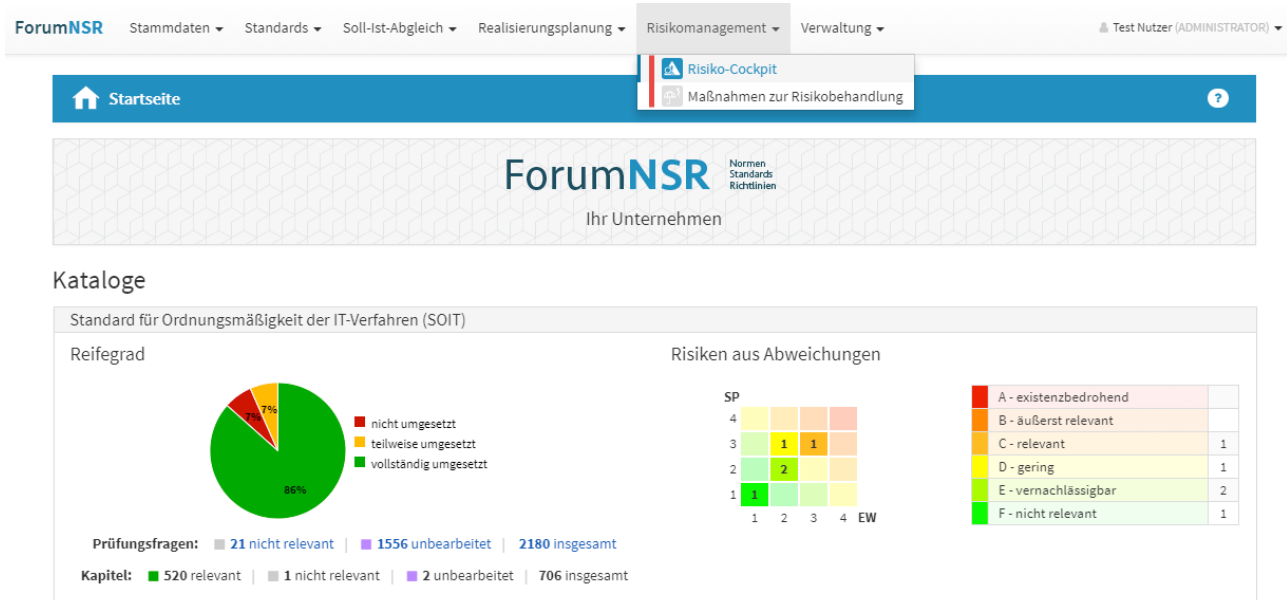 ForumNSR Stammdaten Standards Soll-Ist-Abgleich Realisierungsplanung Risikomanagement Verwaltung Test Nutzer (ADMINISTRATOR)
Risiko-Cockpit
Maßnahmen zur Risikobehandlung
Startseite ?
ForumNSR
Normen
Standards
Richtlinien
Ihr Unternehmen
Kataloge
Standard für Ordnungsmäßigkeit der IT-Verfahren (SOIT)
Reifegrad
7%
7%
86%
nicht umgesetzt
teilweise umgesetzt
vollständig umgesetzt
Prüfungsfragen: 21 nicht relevant | 1556 unbearbeitet | 2180 insgesamt
Kapitel: 520 relevant | 1 nicht relevant | 2 unbearbeitet | 706 insgesamt
Risiken aus Abweichungen
SP
4
3 1 1
2 2
1 1
1 2 3 4 EW
A - existenzbedrohend
B - äußerst relevant
C - relevant 1
D - gering 1
E - vernachlässigbar 2
F - nicht relevant 1